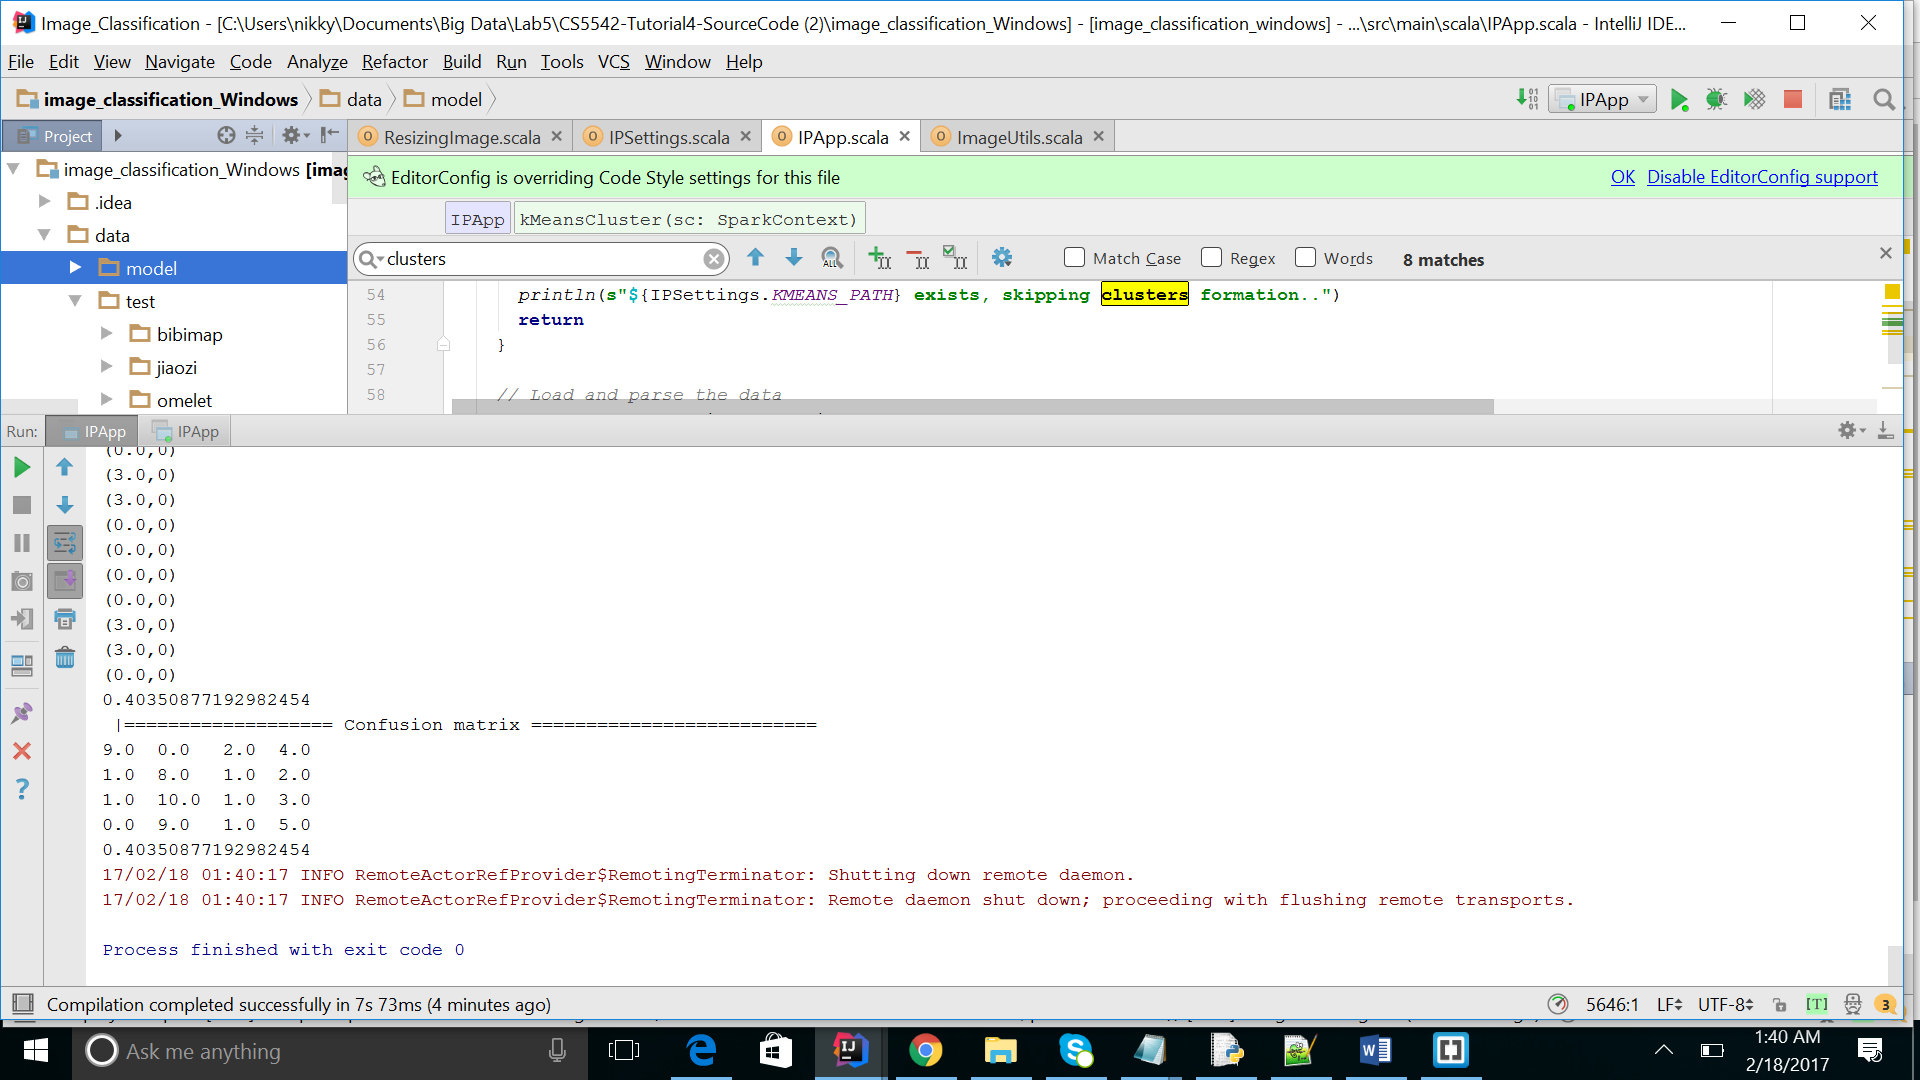 Image_Classification - [C:\Users\nikky\Documents\Big Data\Lab5\CS5542-Tutorial4-SourceCode (2)\image_classification_Windows] - [image_classification_windows] - ...\src\main\scala\IPApp.scala - IntelliJ IDE...
File Edit View Navigate Code Analyze Refactor Build Run Tools VCS Window Help
image_classification_Windows data model
IPApp
Project
ResizingImage.scala IPSettings.scala IPApp.scala ImageUtils.scala
image_classification_Windows [imag
EditorConfig is overriding Code Style settings for this file OK Disable EditorConfig support
.idea
IPApp kMeansCluster(sc: SparkContext)
data
clusters Match Case Regex Words 8 matches
model
54 println(s"${IPSettings.KMEANS_PATH} exists, skipping clusters formation..")
test
55 return
bibimap
56 }
jiaozi
57
58 // Load and parse the data
omelet
Run: IPApp IPApp
(0.0,0)
(3.0,0)
(3.0,0)
(0.0,0)
(0.0,0)
(0.0,0)
(0.0,0)
(3.0,0)
(3.0,0)
(0.0,0)
0.40350877192982454
|=================== Confusion matrix ==========================
9.0 0.0 2.0 4.0
1.0 8.0 1.0 2.0
1.0 10.0 1.0 3.0
0.0 9.0 1.0 5.0
0.40350877192982454
17/02/18 01:40:17 INFO RemoteActorRefProvider$RemotingTerminator: Shutting down remote daemon.
17/02/18 01:40:17 INFO RemoteActorRefProvider$RemotingTerminator: Remote daemon shut down; proceeding with flushing remote transports.
Process finished with exit code 0
Compilation completed successfully in 7s 73ms (4 minutes ago) 5646:1 LF UTF-8 [T] 3
Ask me anything
1:40 AM
2/18/2017